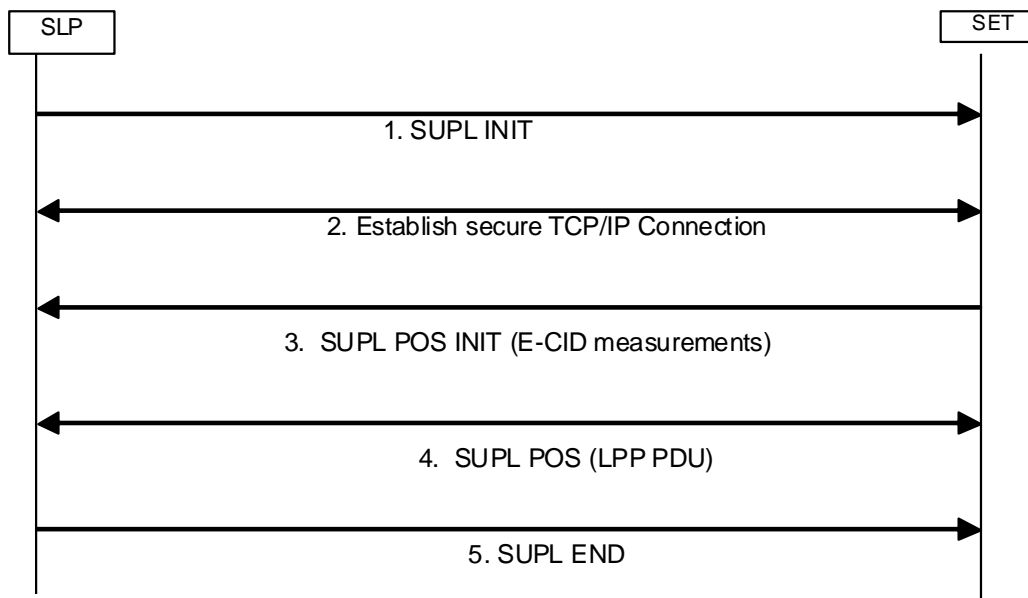 SLP
SET
1. SUPL INIT
2. Establish secure TCP/IP Connection
3. SUPL POS INIT (E-CID measurements)
4. SUPL POS (LPP PDU)
5. SUPL END